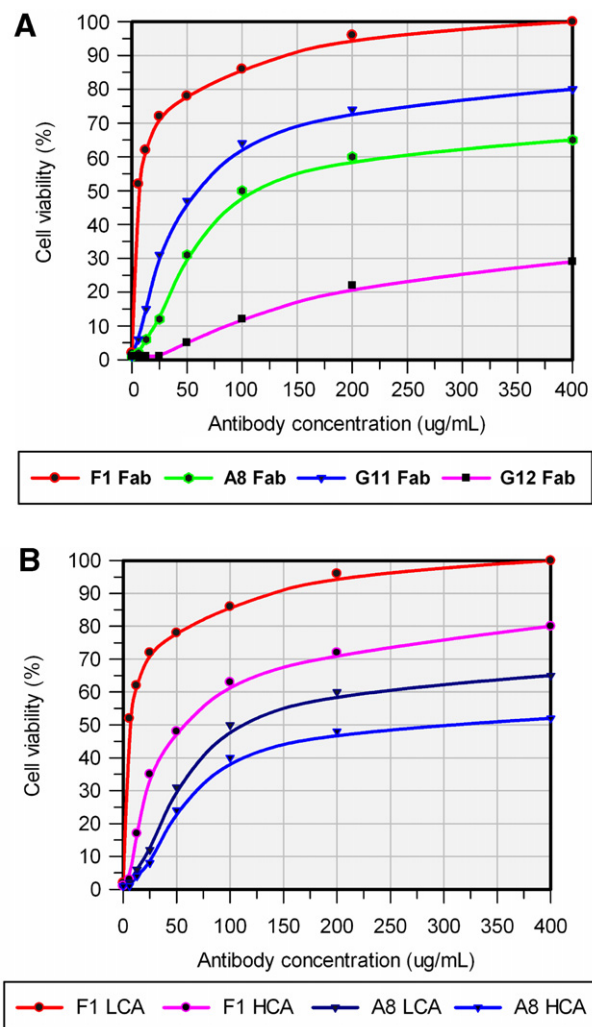 A
100
90
80
70
60
50
40
30
20
10
0
Cell viability (%)
0 50 100 150 200 250 300 350 400
Antibody concentration (ug/mL)
F1 Fab A8 Fab G11 Fab G12 Fab
B
100
90
80
70
60
50
40
30
20
10
0
Cell viability (%)
0 50 100 150 200 250 300 350 400
Antibody concentration (ug/mL)
F1 LCA F1 HCA A8 LCA A8 HCA